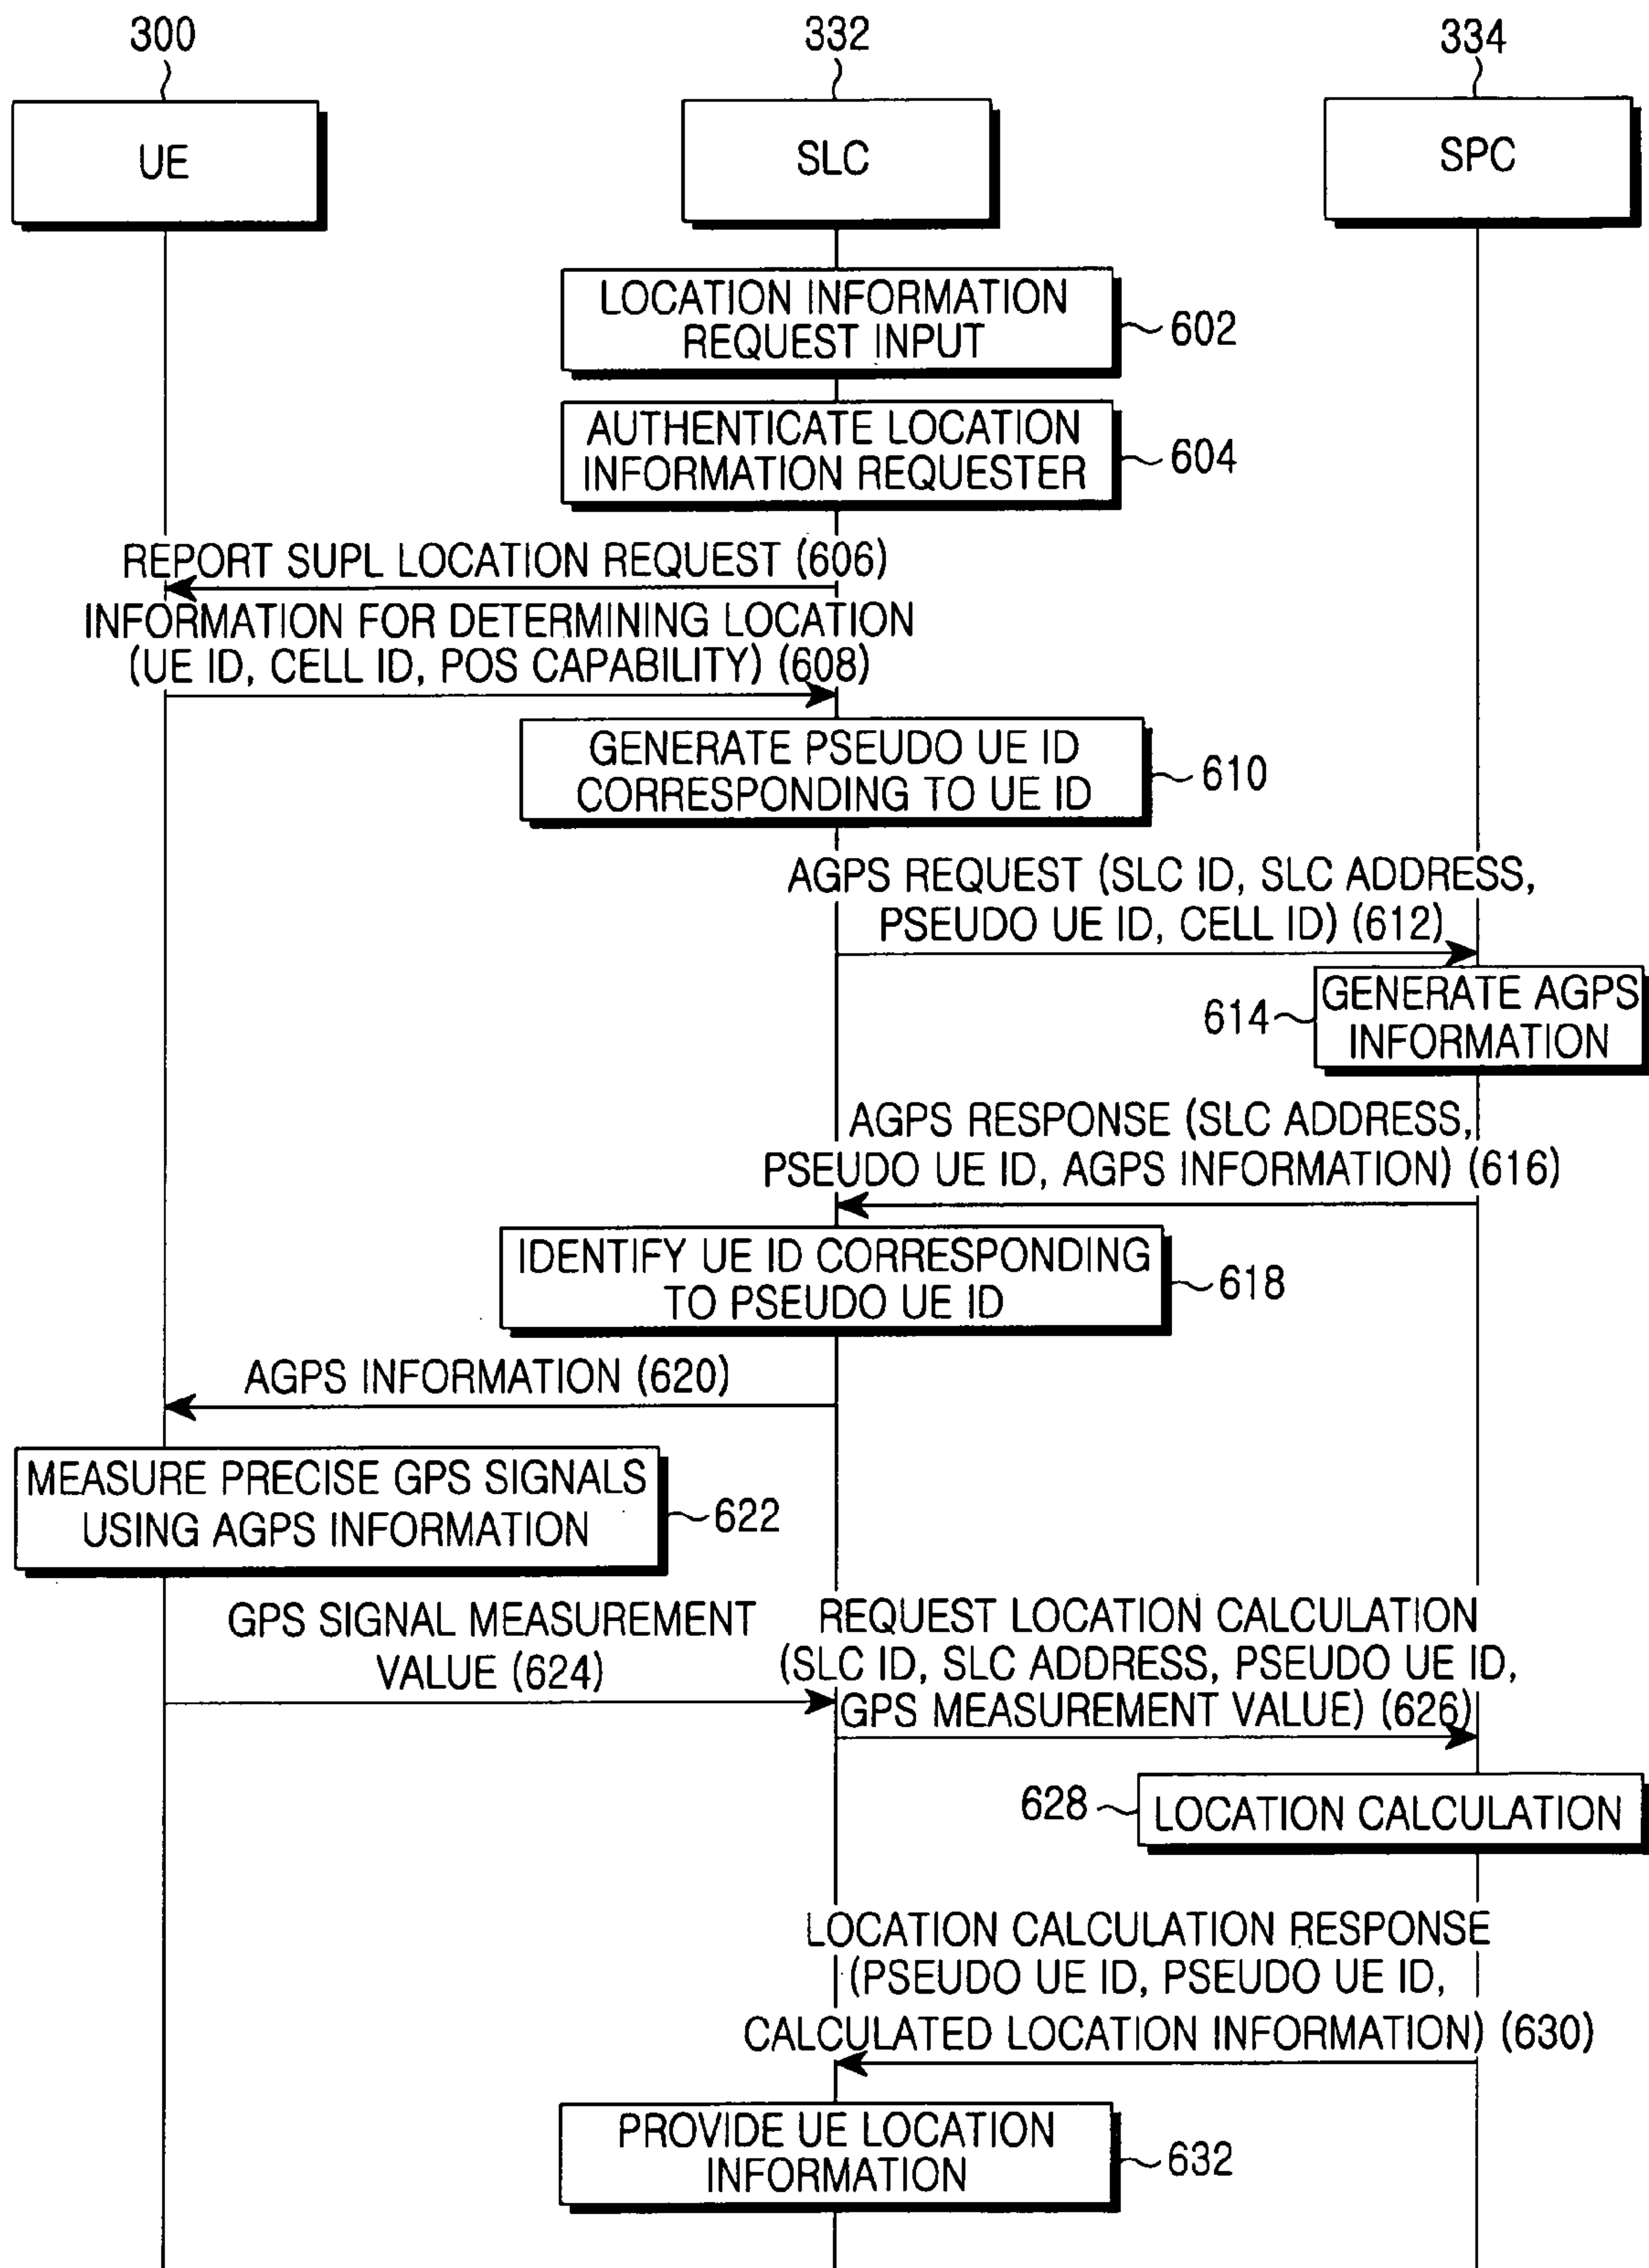 300
332
334
UE
SLC
SPC
LOCATION INFORMATION
REQUEST INPUT
602
AUTHENTICATE LOCATION
INFORMATION REQUESTER
604
REPORT SUPL LOCATION REQUEST (606)
INFORMATION FOR DETERMINING LOCATION
(UE ID, CELL ID, POS CAPABILITY) (608)
GENERATE PSEUDO UE ID
CORRESPONDING TO UE ID
610
AGPS REQUEST (SLC ID, SLC ADDRESS,
PSEUDO UE ID, CELL ID) (612)
614
GENERATE AGPS
INFORMATION
AGPS RESPONSE (SLC ADDRESS,
PSEUDO UE ID, AGPS INFORMATION) (616)
IDENTIFY UE ID CORRESPONDING
TO PSEUDO UE ID
618
AGPS INFORMATION (620)
MEASURE PRECISE GPS SIGNALS
USING AGPS INFORMATION
622
GPS SIGNAL MEASUREMENT
VALUE (624)
REQUEST LOCATION CALCULATION
(SLC ID, SLC ADDRESS, PSEUDO UE ID,
GPS MEASUREMENT VALUE) (626)
628
LOCATION CALCULATION
LOCATION CALCULATION RESPONSE
(PSEUDO UE ID, PSEUDO UE ID,
CALCULATED LOCATION INFORMATION) (630)
PROVIDE UE LOCATION
INFORMATION
632